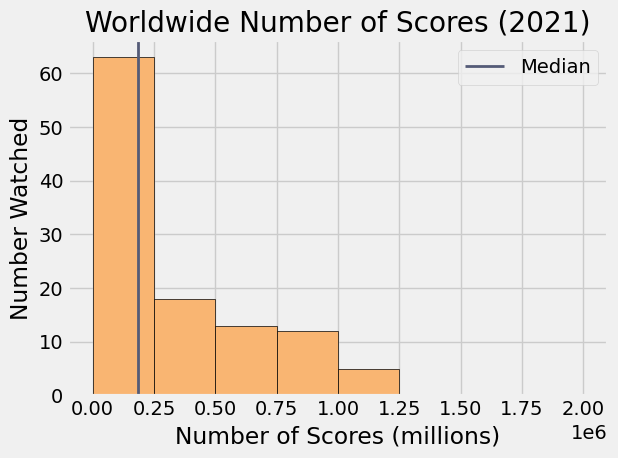 Worldwide Number of Scores (2021)
Median
Number Watched
60
50
40
30
20
10
0
0.00 0.25 0.50 0.75 1.00 1.25 1.50 1.75 2.00
1e6
Number of Scores (millions)